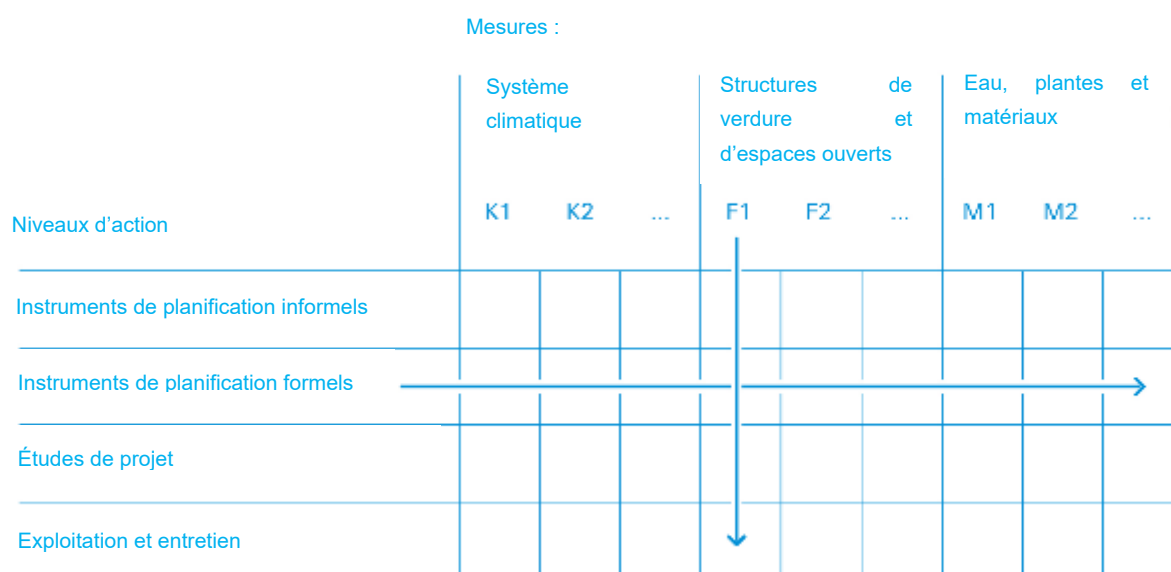 Mesures :
Système
climatique
Structures de
verdure et
d’espaces ouverts
Eau, plantes et
matériaux
Niveaux d’action
K1 K2 ... F1 F2 ... M1 M2 ...
Instruments de planification informels
Instruments de planification formels
Études de projet
Exploitation et entretien